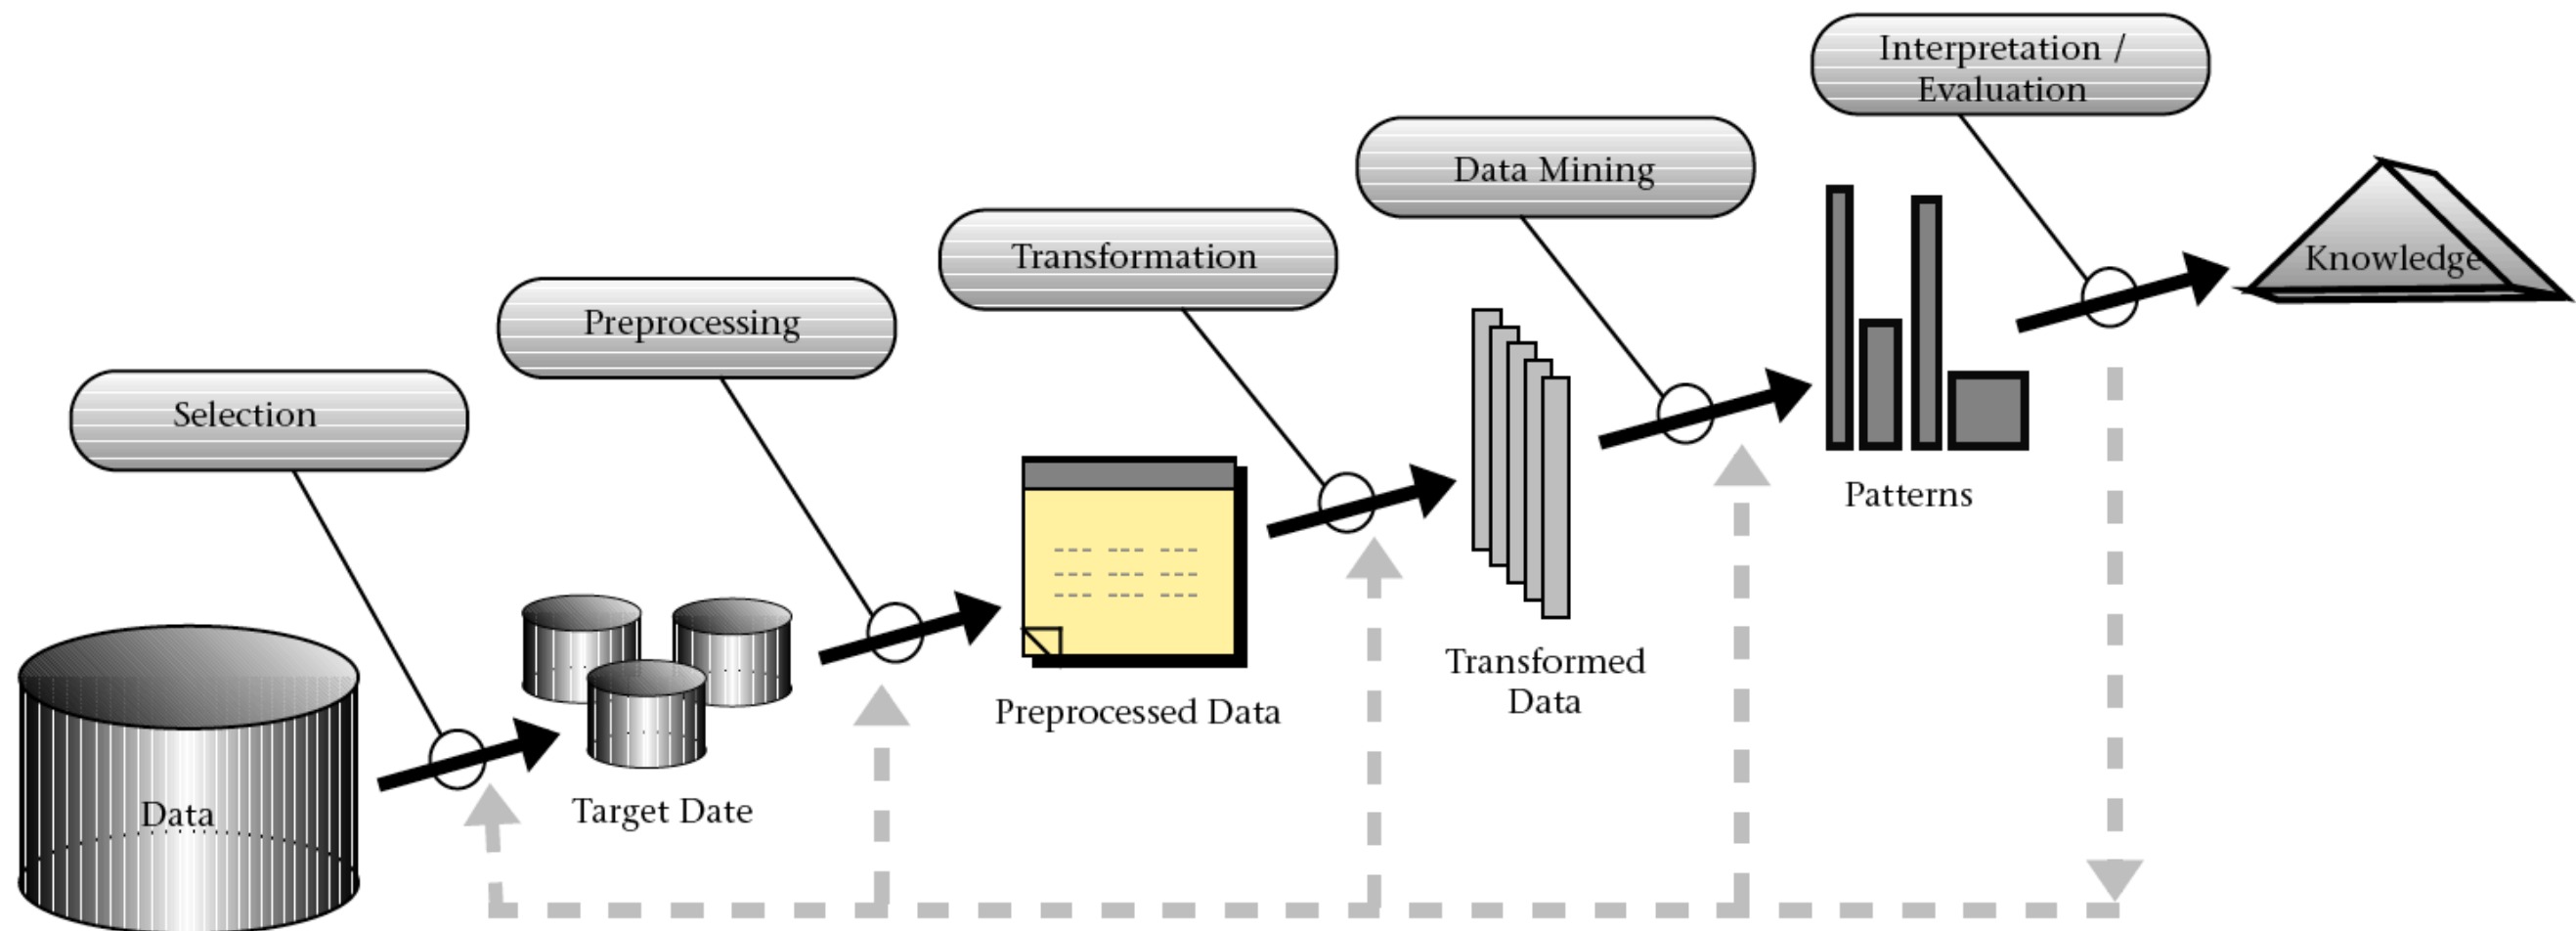 Interpretation /
Evaluation
Data Mining
Transformation
Knowledge
Preprocessing
Selection
Patterns
Transformed
Data
Preprocessed Data
Target Date
Data